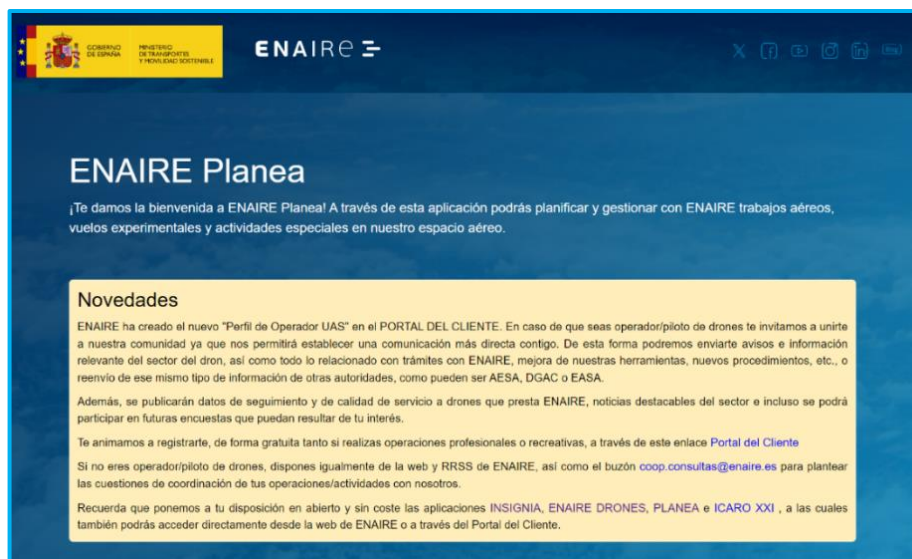 GOBIERNO
DE ESPAÑA
MINISTERIO
DE TRANSPORTES
Y MOVILIDAD SOSTENIBLE
ENAIRe
ENAIRE Planea
¡Te damos la bienvenida a ENAIRE Planea! A través de esta aplicación podrás planificar y gestionar con ENAIRE trabajos aéreos,
vuelos experimentales y actividades especiales en nuestro espacio aéreo.
Novedades
ENAIRE ha creado el nuevo "Perfil de Operador UAS" en el PORTAL DEL CLIENTE. En caso de que seas operador/piloto de drones te invitamos a unirte
a nuestra comunidad ya que nos permitirá establecer una comunicación más directa contigo. De esta forma podremos enviarte avisos e información
relevante del sector del dron, así como todo lo relacionado con trámites con ENAIRE, mejora de nuestras herramientas, nuevos procedimientos, etc., o
reenvío de ese mismo tipo de información de otras autoridades, como pueden ser AESA, DGAC o EASA.
Además, se publicarán datos de seguimiento y de calidad de servicio a drones que presta ENAIRE, noticias destacables del sector e incluso se podrá
participar en futuras encuestas que puedan resultar de tu interés.
Te animamos a registrarte, de forma gratuita tanto si realizas operaciones profesionales o recreativas, a través de este enlace Portal del Cliente
Si no eres operador/piloto de drones, dispones igualmente de la web y RRSS de ENAIRE, así como el buzón coop.consultas@enaire.es para plantear
las cuestiones de coordinación de tus operaciones/actividades con nosotros.
Recuerda que ponemos a tu disposición en abierto y sin coste las aplicaciones INSIGNIA, ENAIRE DRONES, PLANEA e ICARO XXI , a las cuales
también podrás acceder directamente desde la web de ENAIRE o a través del Portal del Cliente.